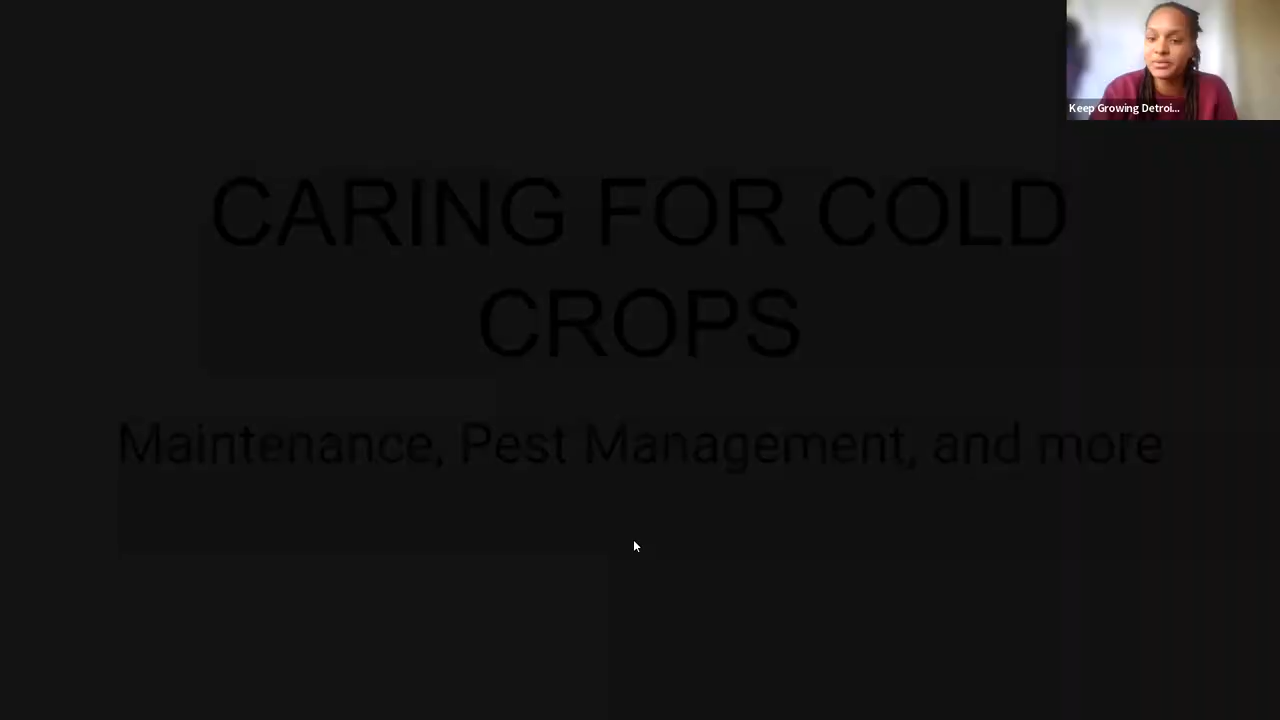 Keep Growing Detroi...
CARING FOR COLD
CROPS
Maintenance, Pest Management, and more